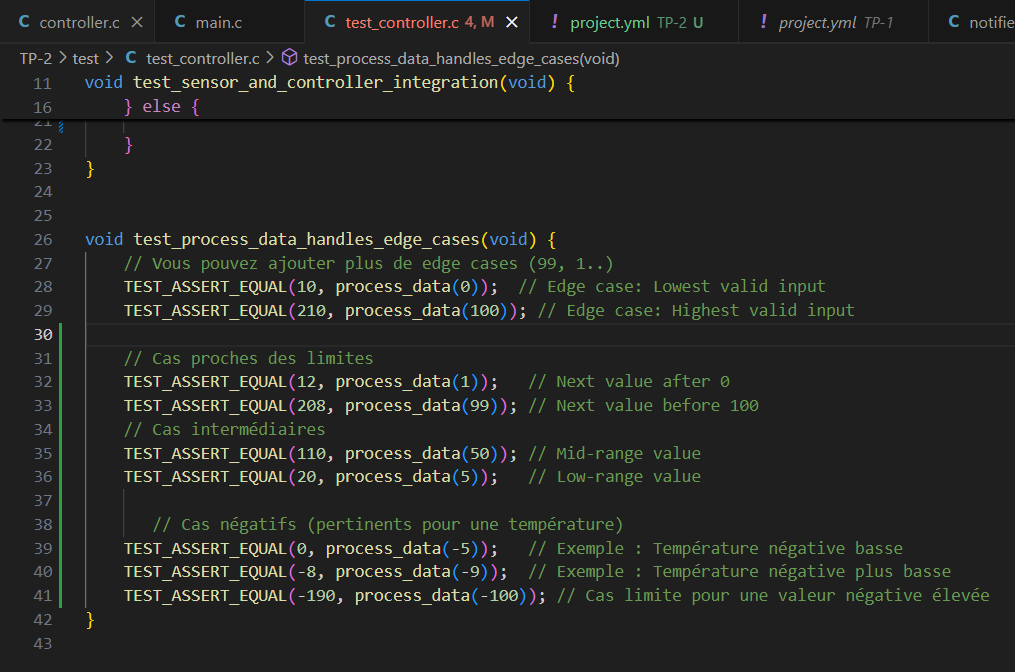 C controller.c ×
C main.c
C test_controller.c 4, M ×
! project.yml TP-2 U
! project.yml TP-1
C notifie
TP-2 > test > C test_controller.c > test_process_data_handles_edge_cases(void)
11 void test_sensor_and_controller_integration(void) {
16 } else {
21
22 }
23 }
24
25
26 void test_process_data_handles_edge_cases(void) {
27 // Vous pouvez ajouter plus de edge cases (99, 1..)
28 TEST_ASSERT_EQUAL(10, process_data(0)); // Edge case: Lowest valid input
29 TEST_ASSERT_EQUAL(210, process_data(100)); // Edge case: Highest valid input
30
31 // Cas proches des limites
32 TEST_ASSERT_EQUAL(12, process_data(1)); // Next value after 0
33 TEST_ASSERT_EQUAL(208, process_data(99)); // Next value before 100
34 // Cas intermédiaires
35 TEST_ASSERT_EQUAL(110, process_data(50)); // Mid-range value
36 TEST_ASSERT_EQUAL(20, process_data(5)); // Low-range value
37
38 // Cas négatifs (pertinents pour une température)
39 TEST_ASSERT_EQUAL(0, process_data(-5)); // Exemple : Température négative basse
40 TEST_ASSERT_EQUAL(-8, process_data(-9)); // Exemple : Température négative plus basse
41 TEST_ASSERT_EQUAL(-190, process_data(-100)); // Cas limite pour une valeur négative élevée
42 }
43